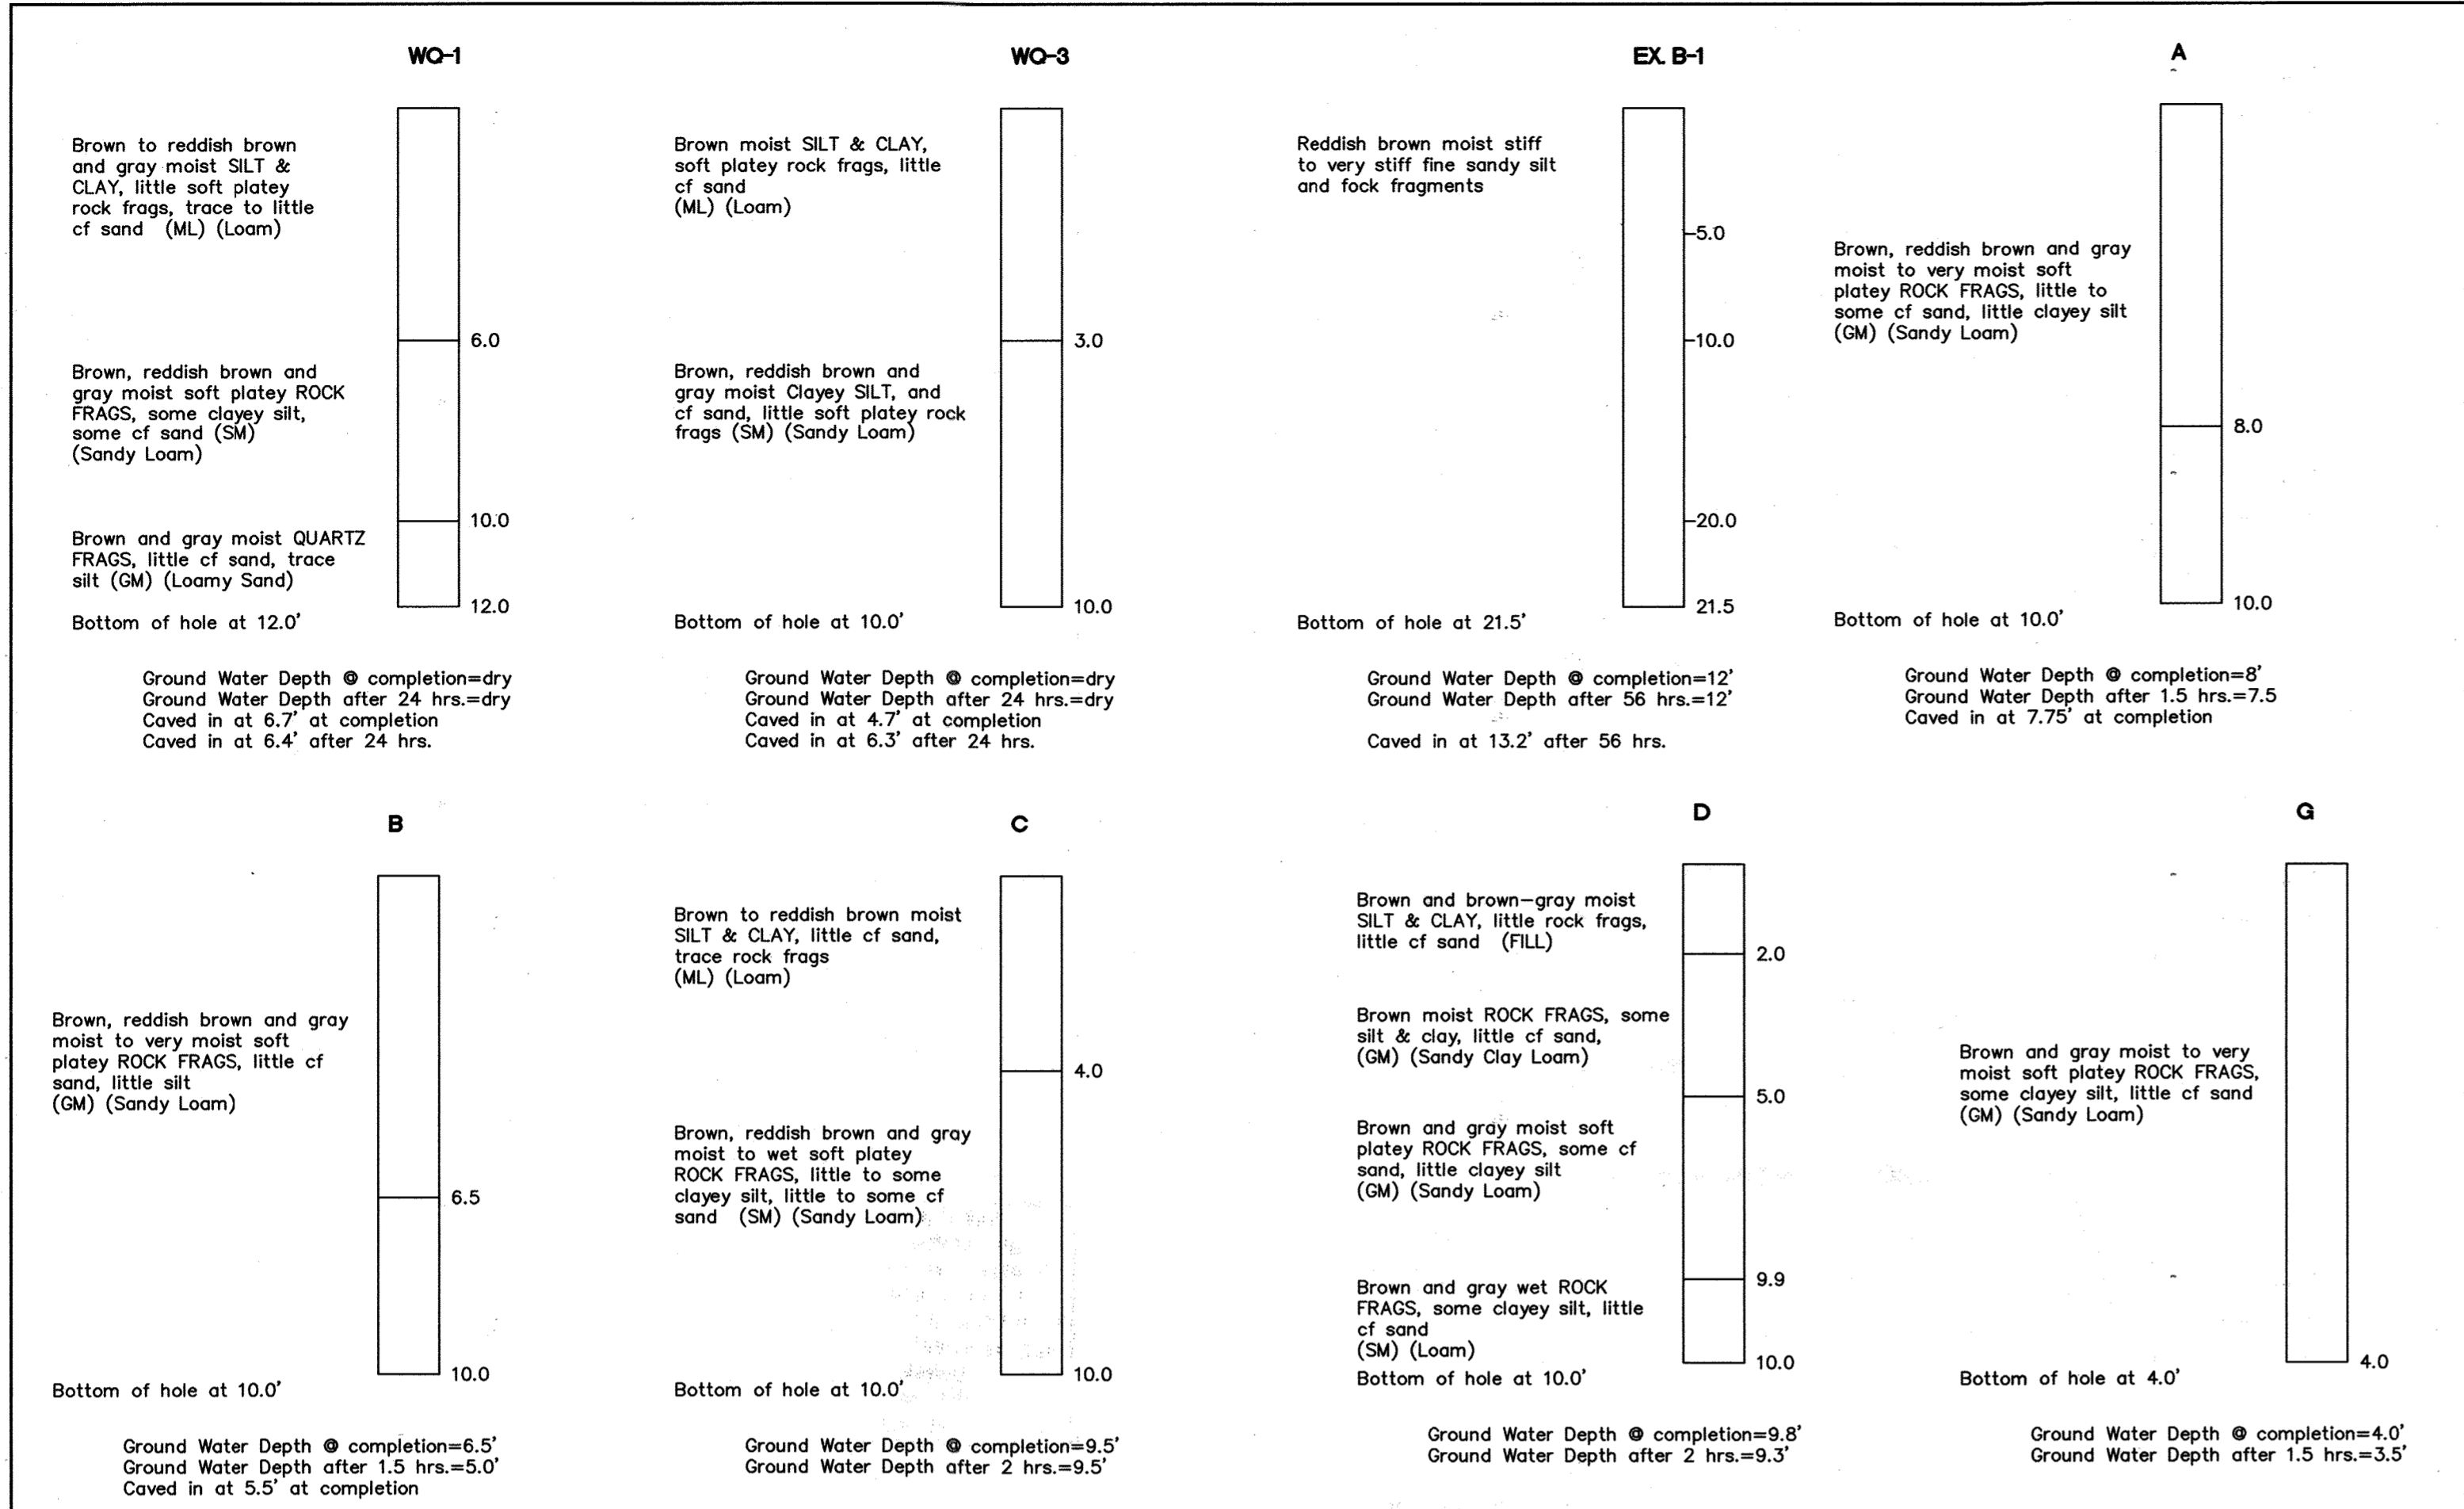 WQ-1
Brown to reddish brown
and gray moist SILT &
CLAY, little soft platey
rock frags, trace to little
cf sand (ML) (Loam)
6.0
Brown, reddish brown and
gray moist soft platey ROCK
FRAGS, some clayey silt,
some cf sand (SM)
(Sandy Loam)
10.0
Brown and gray moist QUARTZ
FRAGS, little cf sand, trace
silt (GM) (Loamy Sand)
12.0
Bottom of hole at 12.0'
Ground Water Depth @ completion=dry
Ground Water Depth after 24 hrs.=dry
Caved in at 6.7' at completion
Caved in at 6.4' after 24 hrs.
WQ-3
Brown moist SILT & CLAY,
soft platey rock frags, little
cf sand
(ML) (Loam)
3.0
Brown, reddish brown and
gray moist Clayey SILT, and
cf sand, little soft platey rock
frags (SM) (Sandy Loam)
10.0
Bottom of hole at 10.0'
Ground Water Depth @ completion=dry
Ground Water Depth after 24 hrs.=dry
Caved in at 4.7' at completion
Caved in at 6.3' after 24 hrs.
EX. B-1
Reddish brown moist stiff
to very stiff fine sandy silt
and fock fragments
5.0
10.0
20.0
21.5
Bottom of hole at 21.5'
Ground Water Depth @ completion=12'
Ground Water Depth after 56 hrs.=12'
Caved in at 13.2' after 56 hrs.
A
Brown, reddish brown and gray
moist to very moist soft
platey ROCK FRAGS, little to
some cf sand, little clayey silt
(GM) (Sandy Loam)
8.0
10.0
Bottom of hole at 10.0'
Ground Water Depth @ completion=8'
Ground Water Depth after 1.5 hrs.=7.5
Caved in at 7.75' at completion
B
Brown, reddish brown and gray
moist to very moist soft
platey ROCK FRAGS, little cf
sand, little silt
(GM) (Sandy Loam)
6.5
10.0
Bottom of hole at 10.0'
Ground Water Depth @ completion=6.5'
Ground Water Depth after 1.5 hrs.=5.0'
Caved in at 5.5' at completion
C
Brown to reddish brown moist
SILT & CLAY, little cf sand,
trace rock frags
(ML) (Loam)
4.0
Brown, reddish brown and gray
moist to wet soft platey
ROCK FRAGS, little to some
clayey silt, little to some cf
sand (SM) (Sandy Loam)
10.0
Bottom of hole at 10.0'
Ground Water Depth @ completion=9.5'
Ground Water Depth after 2 hrs.=9.5'
D
Brown and brown-gray moist
SILT & CLAY, little rock frags,
little cf sand (FILL)
2.0
Brown moist ROCK FRAGS, some
silt & clay, little cf sand,
(GM) (Sandy Clay Loam)
5.0
Brown and gray moist soft
platey ROCK FRAGS, some cf
sand, little clayey silt
(GM) (Sandy Loam)
9.9
Brown and gray wet ROCK
FRAGS, some clayey silt, little
cf sand
(SM) (Loam)
10.0
Bottom of hole at 10.0'
Ground Water Depth @ completion=9.8'
Ground Water Depth after 2 hrs.=9.3'
G
Brown and gray moist to very
moist soft platey ROCK FRAGS,
some clayey silt, little cf sand
(GM) (Sandy Loam)
4.0
Bottom of hole at 4.0'
Ground Water Depth @ completion=4.0'
Ground Water Depth after 1.5 hrs.=3.5'